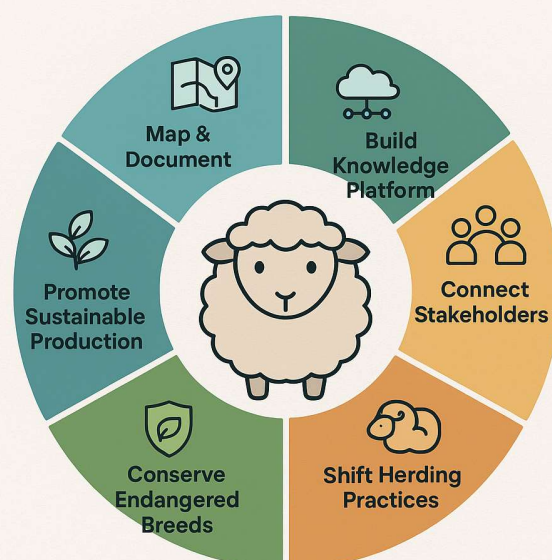 Map &
Document
Build
Knowledge
Platform
Connect
Stakeholders
Shift Herding
Practices
Conserve
Endangered
Breeds
Promote
Sustainable
Production